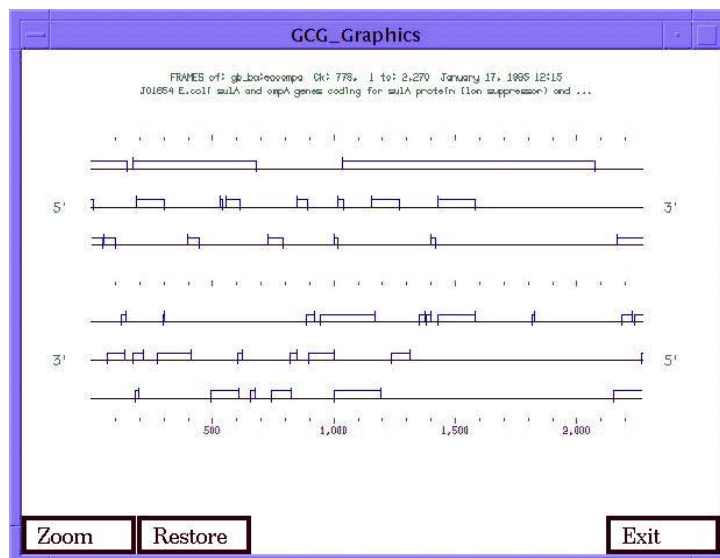 GCG_Graphics
FRAMES of: gb_ba:ecoompa Ck: 778, 1 to: 2,270 January 17, 1995 12:15
J01654 E.coli sulA and ompA genes coding for sulA protein (lon suppressor) and ...
5' 3'
3' 5'
500 1,000 1,500 2,000
Zoom Restore Exit